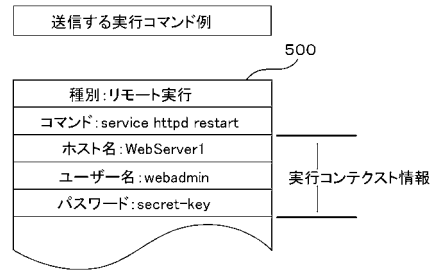 送信する実行コマンド例
500
種別:リモート実行
コマンド:service httpd restart
ホスト名:WebServer1
ユーザー名:webadmin
実行コンテクスト情報
パスワード:secret-key